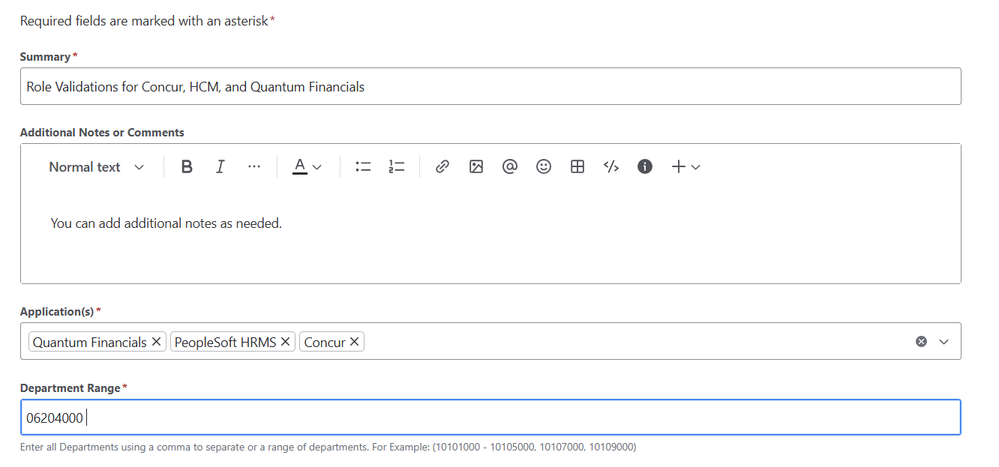 Required fields are marked with an asterisk*
Summary*
Role Validations for Concur, HCM, and Quantum Financials
Additional Notes or Comments
Normal text B I ... A </>
You can add additional notes as needed.
Application(s)*
Quantum Financials PeopleSoft HRMS Concur
Department Range*
06204000
Enter all Departments using a comma to separate or a range of departments. For Example: (10101000 - 10105000, 10107000, 10109000)